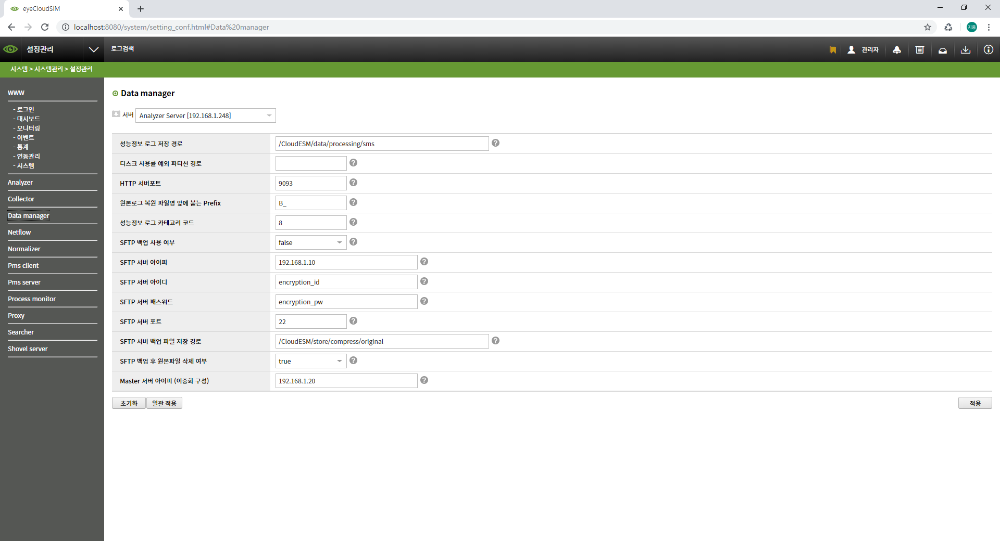 eyeCloudSIM
localhost:8080/system/setting_conf.html#Data%20manager
지웅
설정관리
로그검색
관리자
시스템 > 시스템관리 > 설정관리
WWW
- 로그인
- 대시보드
- 모니터링
- 이벤트
- 통계
- 연동관리
- 시스템
Analyzer
Collector
Data manager
Netflow
Normalizer
Pms client
Pms server
Process monitor
Proxy
Searcher
Shovel server
Data manager
서버 Analyzer Server [192.168.1.248]
성능정보 로그 저장 경로 /CloudESM/data/processing/sms
디스크 사용률 예외 파티션 경로
HTTP 서버포트 9093
원본로그 복원 파일명 앞에 붙는 Prefix B_
성능정보 로그 카테고리 코드 8
SFTP 백업 사용 여부 false
SFTP 서버 아이피 192.168.1.10
SFTP 서버 아이디 encryption_id
SFTP 서버 패스워드 encryption_pw
SFTP 서버 포트 22
SFTP 서버 백업 파일 저장 경로 /CloudESM/store/compress/original
SFTP 백업 후 원본파일 삭제 여부 true
Master 서버 아이피 (이중화 구성) 192.168.1.20
초기화 일괄 적용 적용